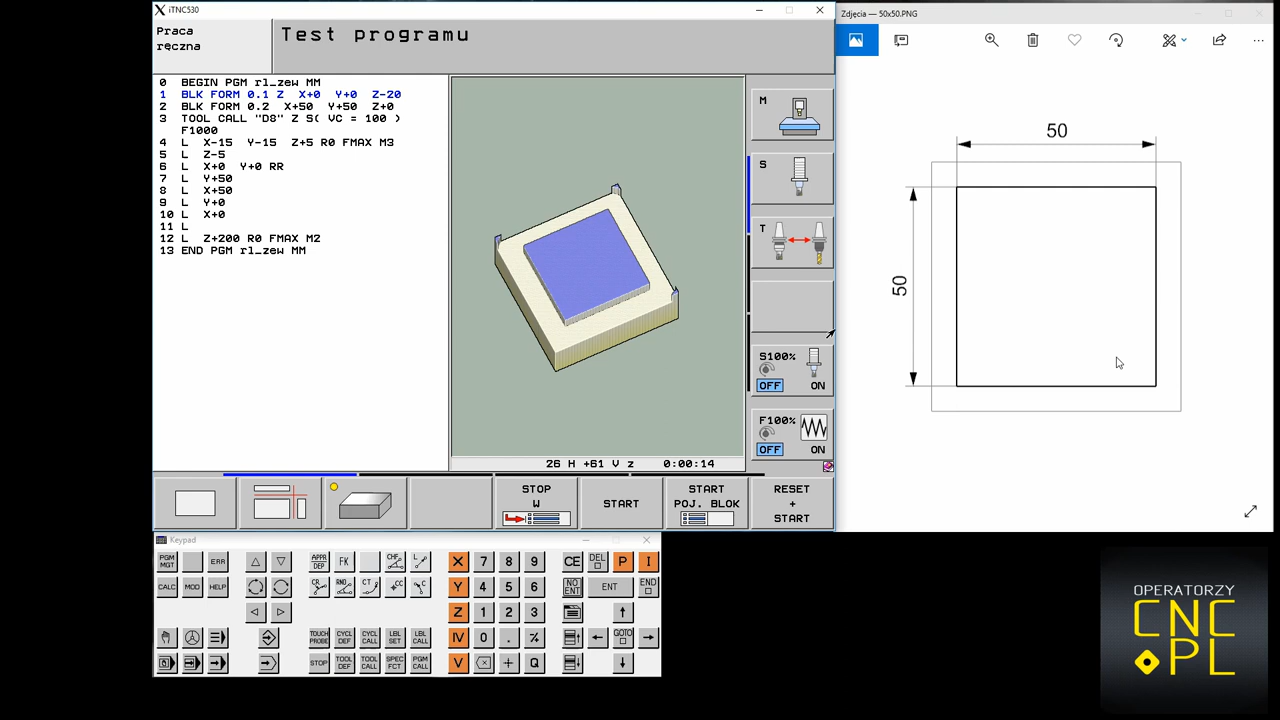 iTNC530
Praca
ręczna
Test programu
0 BEGIN PGM rl_zew MM
1 BLK FORM 0.1 Z X+0 Y+0 Z-20
2 BLK FORM 0.2 X+50 Y+50 Z+0
3 TOOL CALL "D8" Z S( VC = 100 )
F1000
4 L X-15 Y-15 Z+5 R0 FMAX M3
5 L Z-5
6 L X+0 Y+0 RR
7 L Y+50
8 L X+50
9 L Y+0
10 L X+0
11 L
12 L Z+200 R0 FMAX M2
13 END PGM rl_zew MM
26 H +61 V z 0:00:14
M
S
T
S100%
OFF ON
F100%
OFF ON
STOP
W
START
START
POJ. BLOK
RESET
+
START
Zdjęcia — 50x50.PNG
50
50
Keypad
PGM MGT ERR APPR DEP FK CHF L X 7 8 9 CE DEL P I
CALC MOD HELP CR RND CT CC C Y 4 5 6 NO ENT ENT END
Z 1 2 3
TOUCH PROBE CYCL DEF CYCL CALL LBL SET LBL CALL IV 0 . ⁺⁄₋ GOTO
STOP TOOL DEF TOOL CALL SPEC FCT PGM CALL V + Q
OPERATORZY
CNC
PL